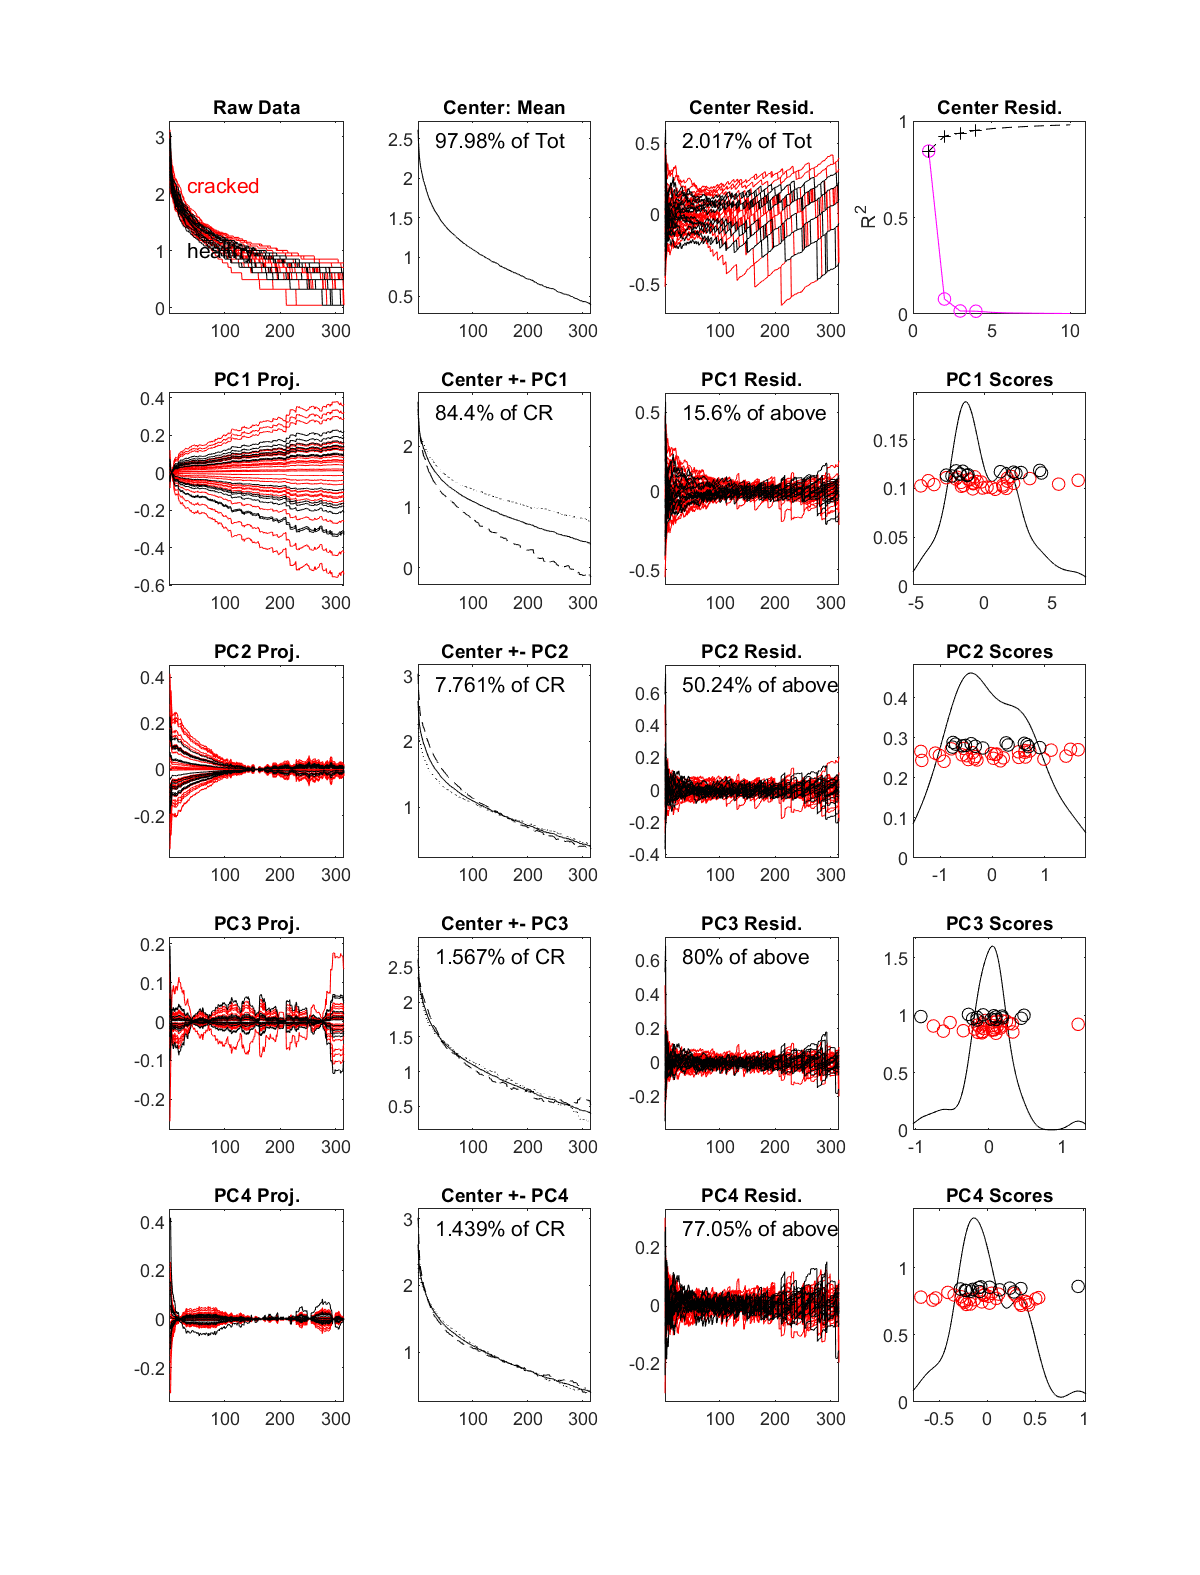 Raw Data
3
2
1
0
100 200 300
cracked
healthy
Center: Mean
97.98% of Tot
2.5
2
1.5
1
0.5
100 200 300
Center Resid.
2.017% of Tot
0.5
0
-0.5
100 200 300
Center Resid.
R2
1
0.5
0
0 5 10
PC1 Proj.
0.4
0.2
0
-0.2
-0.4
-0.6
100 200 300
Center +- PC1
84.4% of CR
2
1
0
100 200 300
PC1 Resid.
15.6% of above
0.5
0
-0.5
100 200 300
PC1 Scores
0.15
0.1
0.05
0
-5 0 5
PC2 Proj.
0.4
0.2
0
-0.2
100 200 300
Center +- PC2
7.761% of CR
3
2
1
100 200 300
PC2 Resid.
50.24% of above
0.6
0.4
0.2
0
-0.2
-0.4
100 200 300
PC2 Scores
0.4
0.3
0.2
0.1
0
-1 0 1
PC3 Proj.
0.2
0.1
0
-0.1
-0.2
100 200 300
Center +- PC3
1.567% of CR
2.5
2
1.5
1
0.5
100 200 300
PC3 Resid.
80% of above
0.6
0.4
0.2
0
-0.2
100 200 300
PC3 Scores
1.5
1
0.5
0
-1 0 1
PC4 Proj.
0.4
0.2
0
-0.2
100 200 300
Center +- PC4
1.439% of CR
3
2
1
100 200 300
PC4 Resid.
77.05% of above
0.2
0
-0.2
100 200 300
PC4 Scores
1
0.5
0
-0.5 0 0.5 1